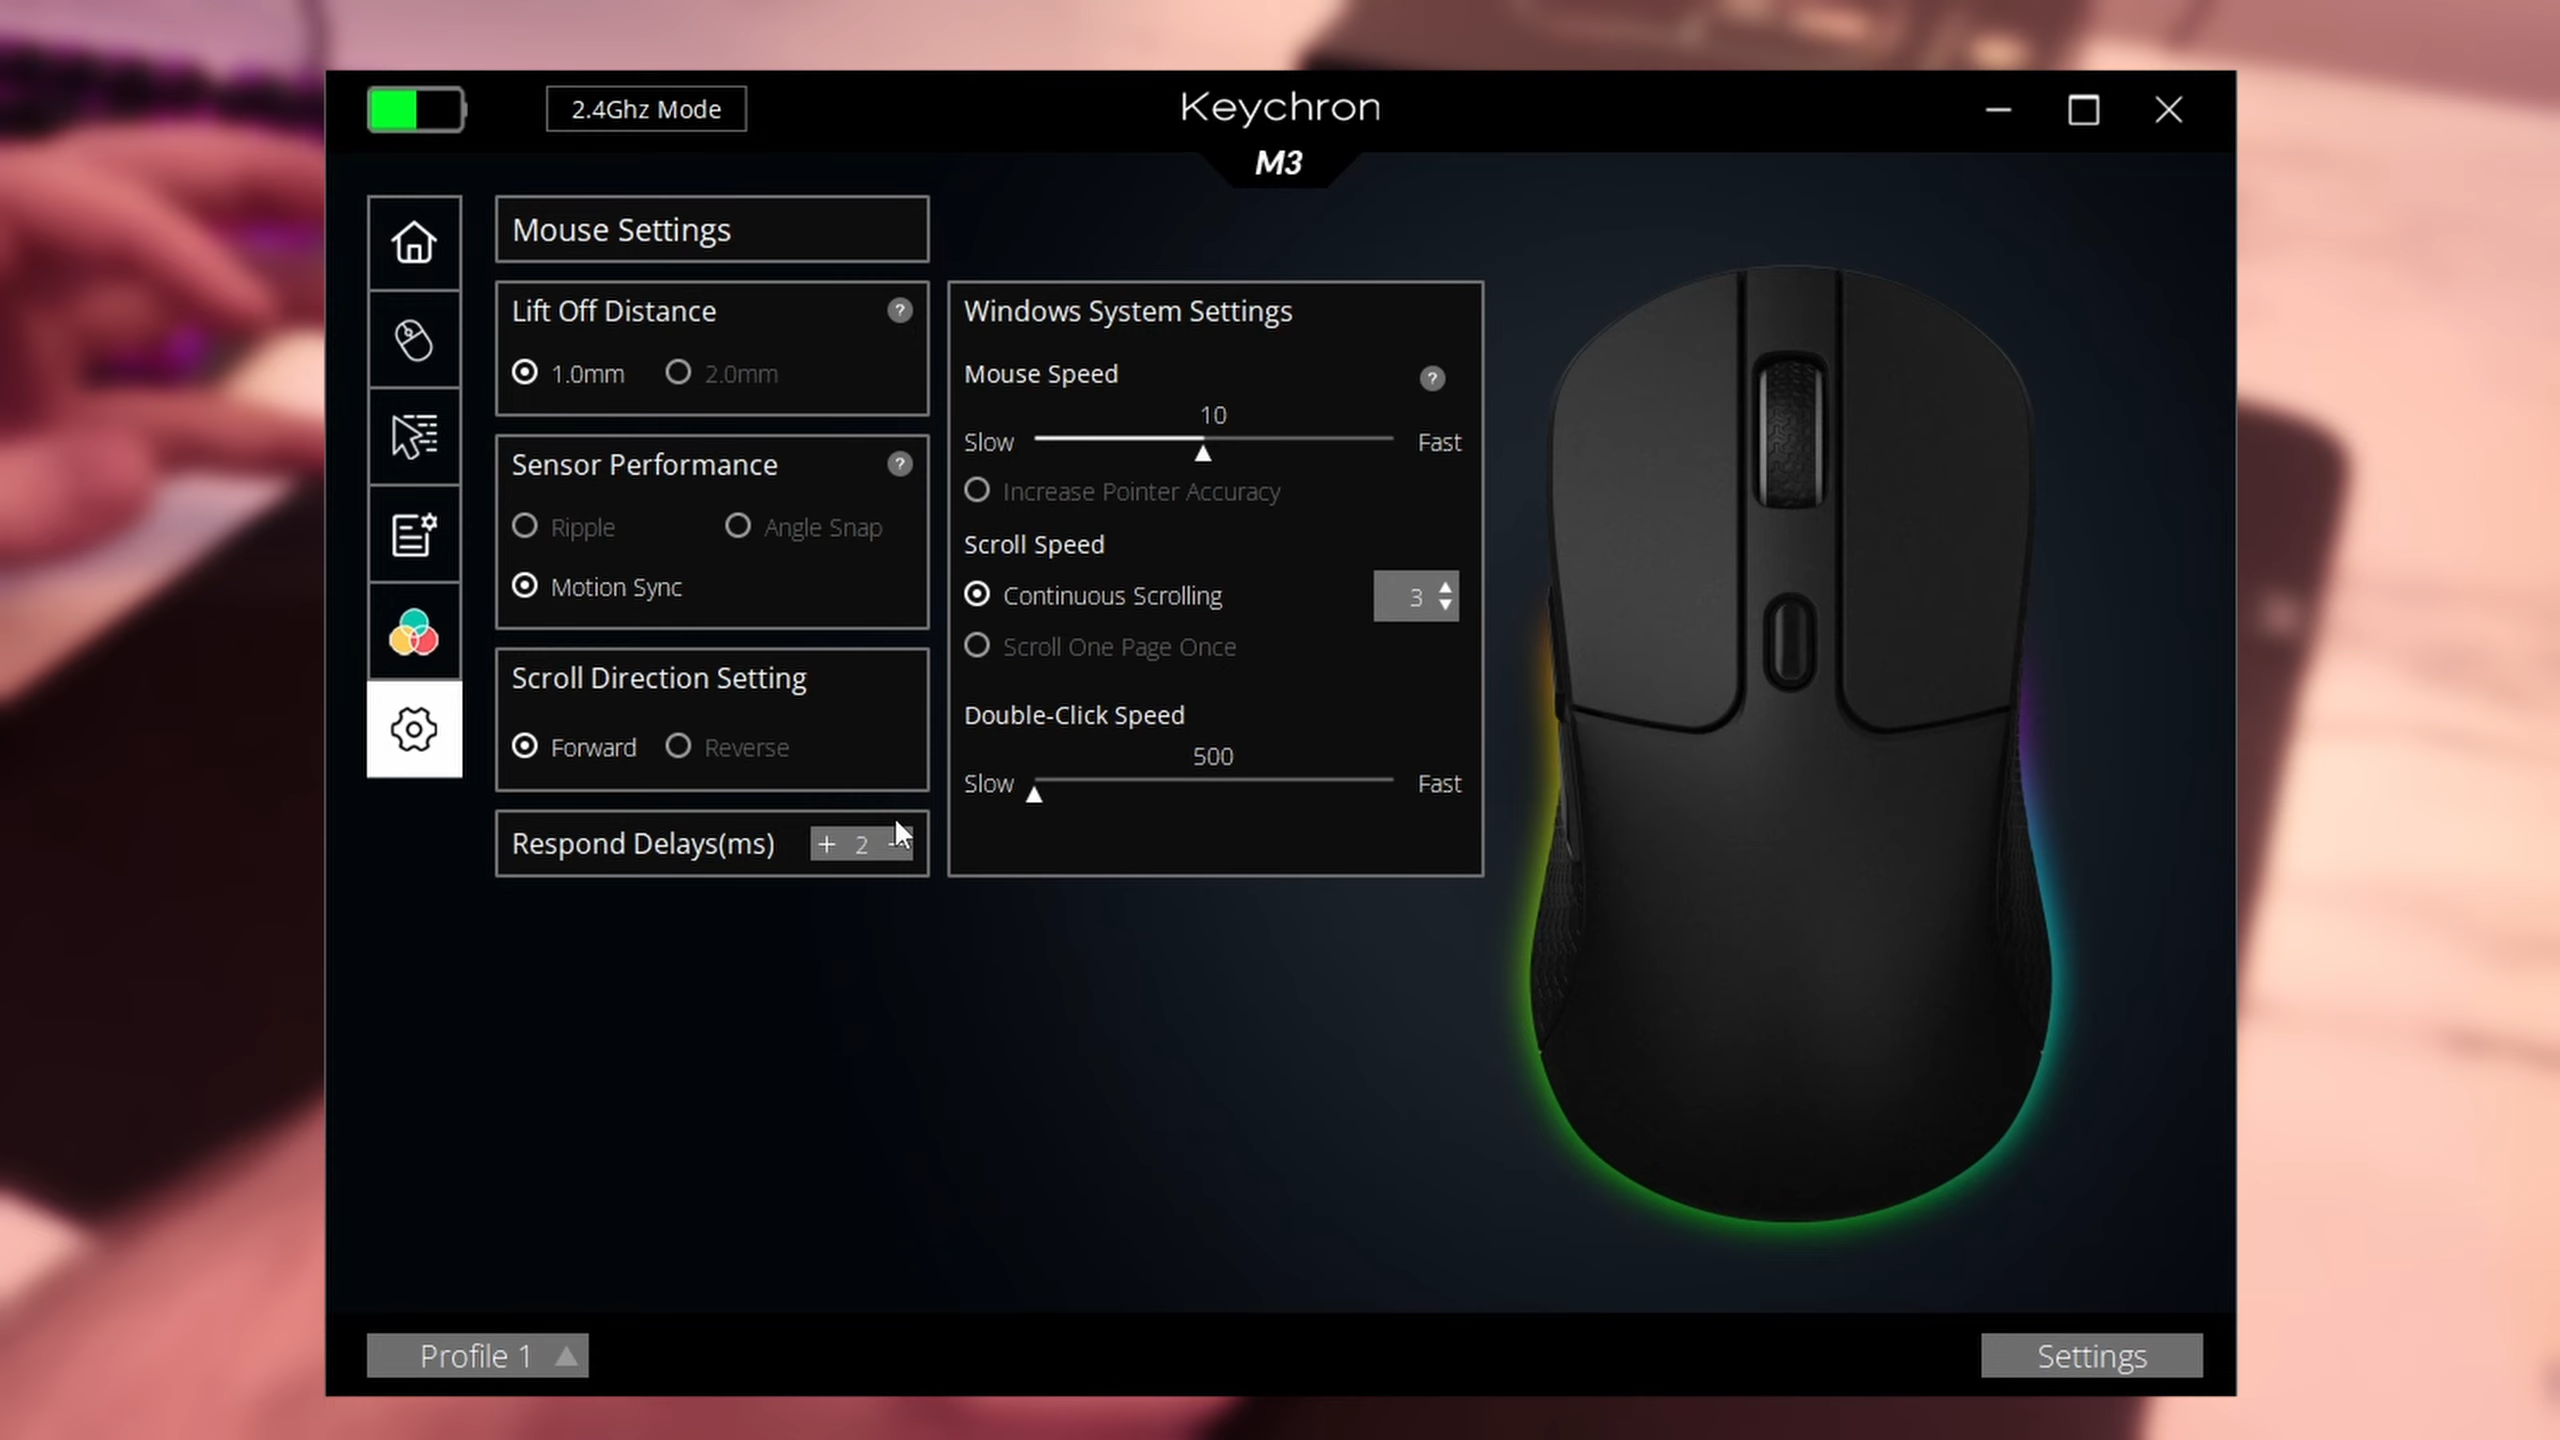 2.4Ghz Mode
Keychron
M3
Mouse Settings
Lift Off Distance ?
1.0mm 2.0mm
Sensor Performance ?
Ripple Angle Snap
Motion Sync
Scroll Direction Setting
Forward Reverse
Respond Delays(ms) + 2 -
Windows System Settings
Mouse Speed ?
10
Slow Fast
Increase Pointer Accuracy
Scroll Speed
Continuous Scrolling 3
Scroll One Page Once
Double-Click Speed
500
Slow Fast
Profile 1
Settings